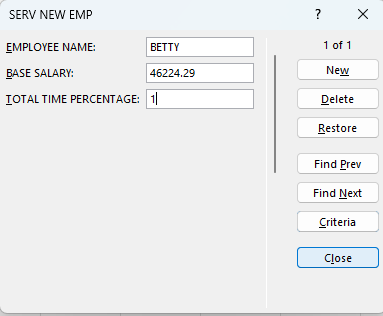 SERV NEW EMP ? ×
EMPLOYEE NAME: BETTY
BASE SALARY: 46224.29
TOTAL TIME PERCENTAGE: 1
1 of 1
New
Delete
Restore
Find Prev
Find Next
Criteria
Close